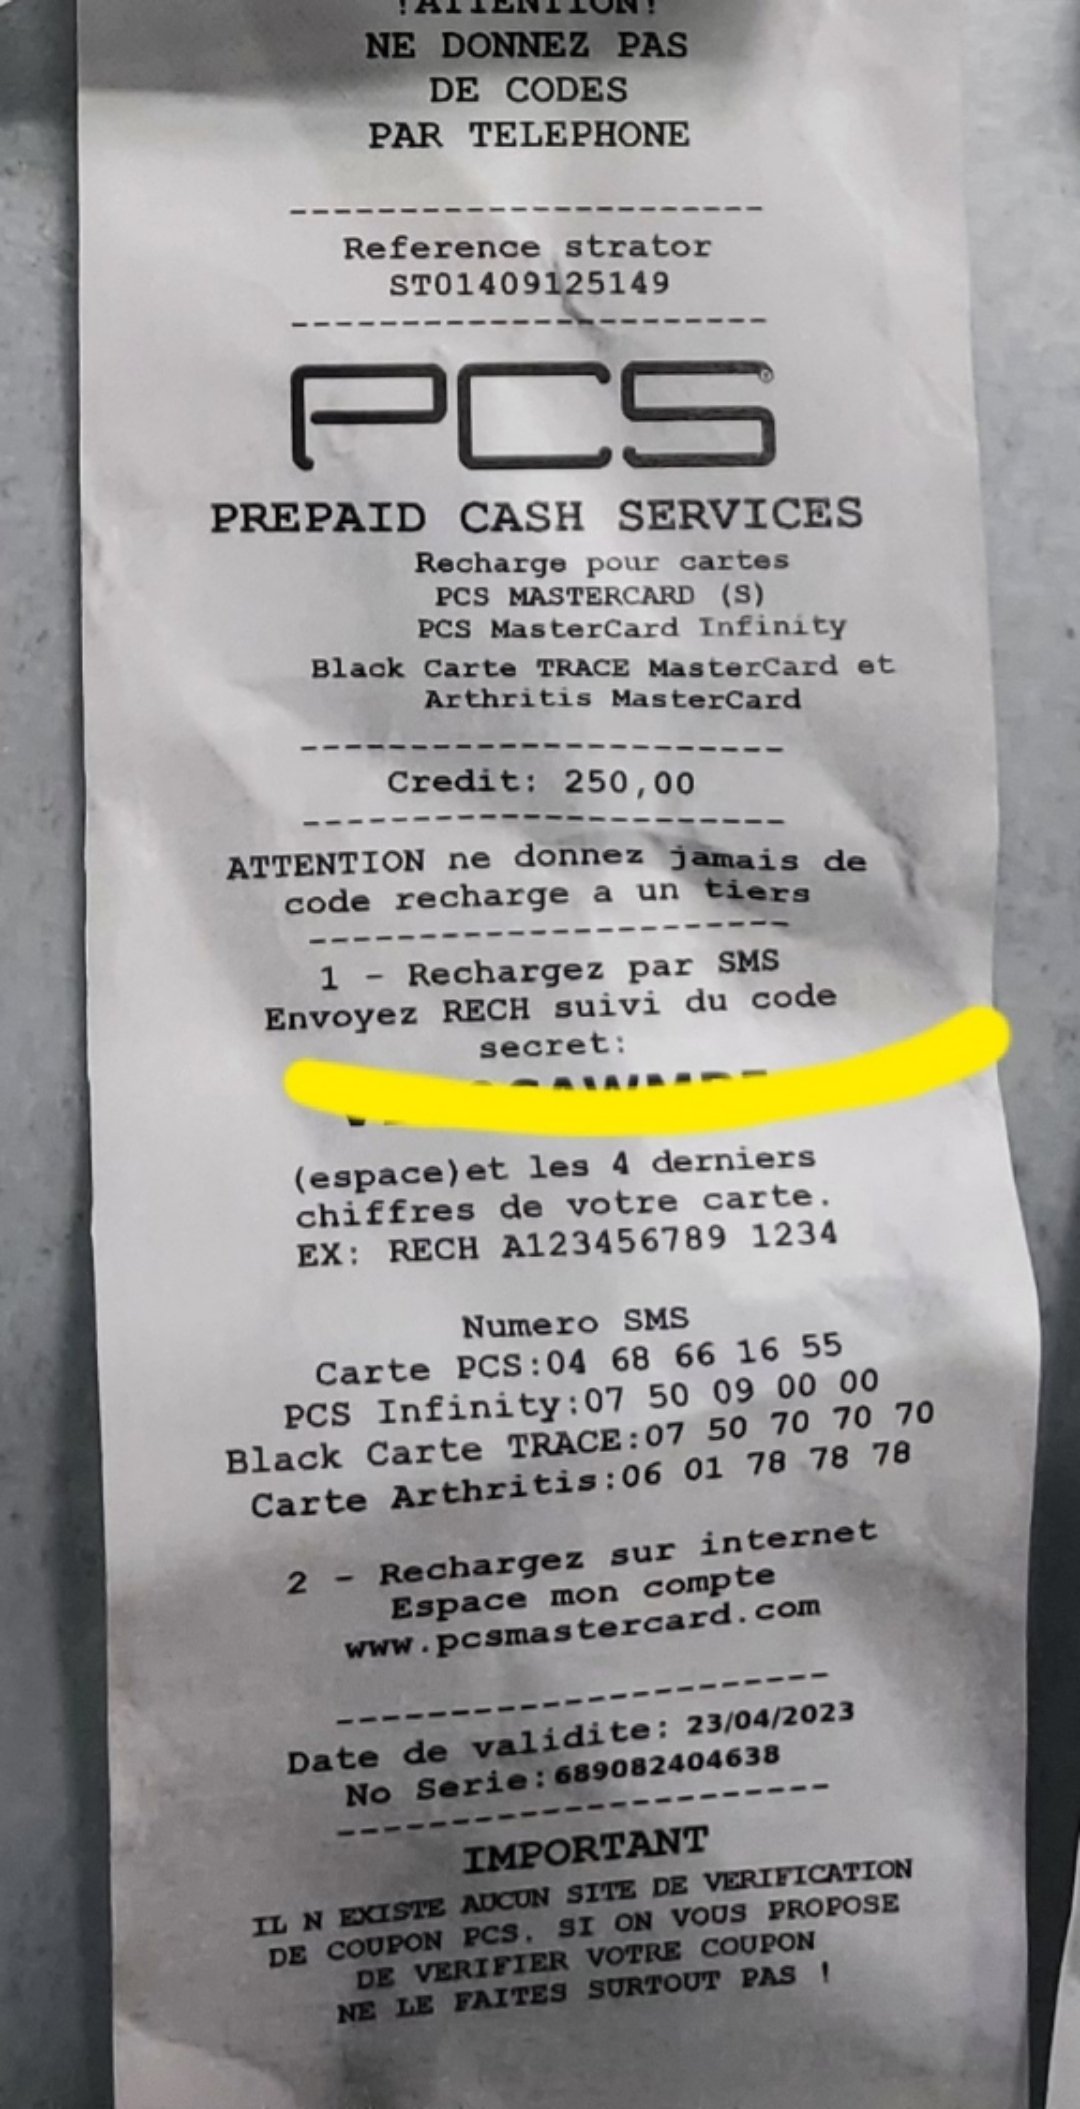 !ATTENTION!
NE DONNEZ PAS
DE CODES
PAR TELEPHONE
Reference strator
ST01409125149
PCS
PREPAID CASH SERVICES
Recharge pour cartes
PCS MASTERCARD (S)
PCS MasterCard Infinity
Black Carte TRACE MasterCard et
Arthritis MasterCard
Credit: 250,00
ATTENTION ne donnez jamais de
code recharge a un tiers
1 - Rechargez par SMS
Envoyez RECH suivi du code
secret:
(espace)et les 4 derniers
chiffres de votre carte.
EX: RECH A123456789 1234
Numero SMS
Carte PCS:04 68 66 16 55
PCS Infinity:07 50 09 00 00
Black Carte TRACE:07 50 70 70 70
Carte Arthritis:06 01 78 78 78
2 - Rechargez sur internet
Espace mon compte
www.pcsmastercard.com
Date de validite: 23/04/2023
No Serie:689082404638
IMPORTANT
IL N EXISTE AUCUN SITE DE VERIFICATION
DE COUPON PCS. SI ON VOUS PROPOSE
DE VERIFIER VOTRE COUPON
NE LE FAITES SURTOUT PAS !